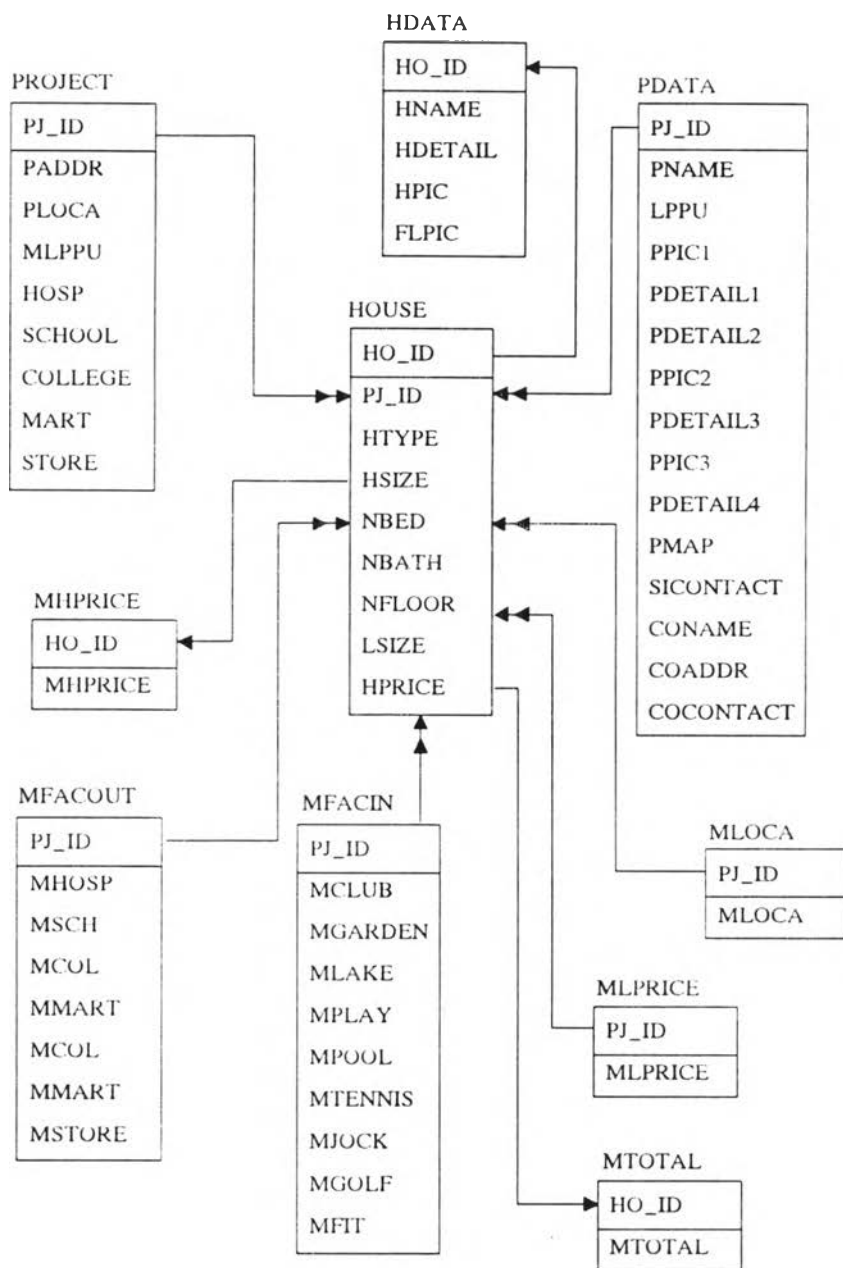 HDATA
HO_ID
HNAME
HDETAIL
HPIC
FLPIC
PROJECT
PJ_ID
PADDR
PLOCA
MLPPU
HOSP
SCHOOL
COLLEGE
MART
STORE
PDATA
PJ_ID
PNAME
LPPU
PPIC1
PDETAIL1
PDETAIL2
PPIC2
PDETAIL3
PPIC3
PDETAIL4
PMAP
SICONTACT
CONAME
COADDR
COCONTACT
HOUSE
HO_ID
PJ_ID
HTYPE
HSIZE
NBED
NBATH
NFLOOR
LSIZE
HPRICE
MHPRICE
HO_ID
MHPRICE
MFACOUT
PJ_ID
MHOSP
MSCH
MCOL
MMART
MCOL
MMART
MSTORE
MFACIN
PJ_ID
MCLUB
MGARDEN
MLAKE
MPLAY
MPOOL
MTENNIS
MJOCK
MGOLF
MFIT
MLOCA
PJ_ID
MLOCA
MLPRICE
PJ_ID
MLPRICE
MTOTAL
HO_ID
MTOTAL